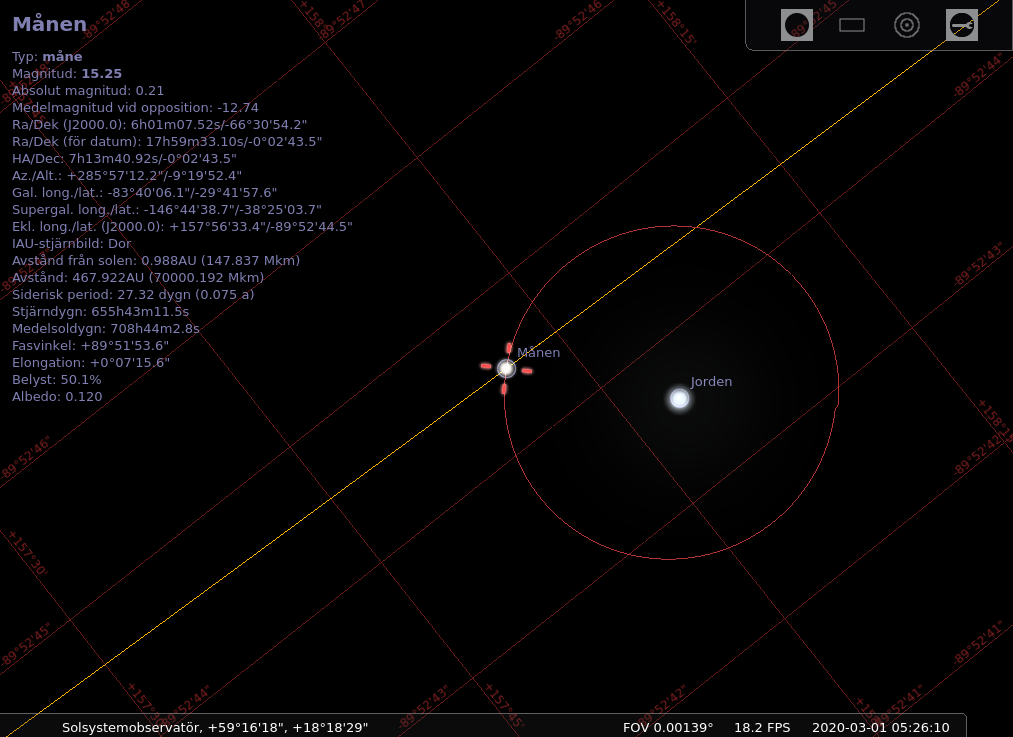 Månen
Typ: måne
Magnitud: 15.25
Absolut magnitud: 0.21
Medelmagnitud vid opposition: -12.74
Ra/Dek (J2000.0): 6h01m07.52s/-66°30'54.2"
Ra/Dek (för datum): 17h59m33.10s/-0°02'43.5"
HA/Dec: 7h13m40.92s/-0°02'43.5"
Az./Alt.: +285°57'12.2"/-9°19'52.4"
Gal. long./lat.: -83°40'06.1"/-29°41'57.6"
Supergal. long./lat.: -146°44'38.7"/-38°25'03.7"
Ekl. long./lat. (J2000.0): +157°56'33.4"/-89°52'44.5"
IAU-stjärnbild: Dor
Avstånd från solen: 0.988AU (147.837 Mkm)
Avstånd: 467.922AU (70000.192 Mkm)
Siderisk period: 27.32 dygn (0.075 a)
Stjärndygn: 655h43m11.5s
Medelsoldygn: 708h44m2.8s
Fasvinkel: +89°51'53.6"
Elongation: +0°07'15.6"
Belyst: 50.1%
Albedo: 0.120
-89°52'48"
-89°52'47"
-89°52'46"
+158°15'
-89°52'45"
-89°52'44"
-89°52'43"
Månen
Jorden
-89°52'46"
-89°52'42"
+157°30'
-89°52'45"
-89°52'41"
-89°52'44"
-89°52'43"
+157°45'
-89°52'42"
-89°52'41"
Solsystemobservatör, +59°16'18", +18°18'29"
FOV 0.00139°
18.2 FPS
2020-03-01 05:26:10